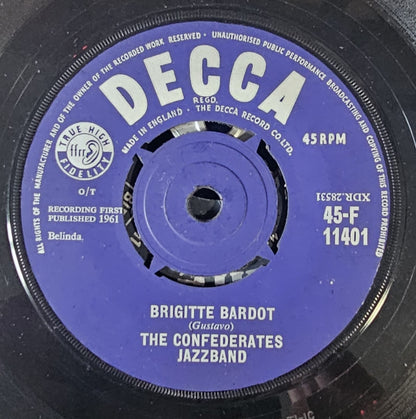 ALL RIGHTS OF THE MANUFACTURER AND OF THE OWNER OF THE RECORDED WORK RESERVED · UNAUTHORISED PUBLIC PERFORMANCE BROADCASTING AND COPYING OF THIS RECORD PROHIBITED
DECCA
REGD.
MADE IN ENGLAND, THE DECCA RECORD CO. LTD.
TRUE HIGH
ffrr
FIDELITY
45 RPM
O/T
RECORDING FIRST
PUBLISHED 1961
Belinda.
XDR.28531
45-F
11401
BRIGITTE BARDOT
(Gustavo)
THE CONFEDERATES
JAZZBAND